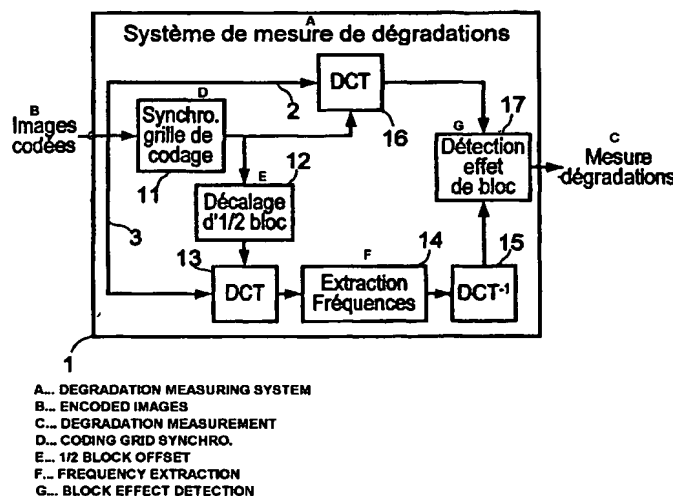 A
Système de mesure de dégradations
B
Images
codées
D
Synchro.
grille de
codage
11
2
DCT
16
G
17
Détection
effet
de bloc
C
Mesure
dégradations
E
12
Décalage
d'1/2 bloc
3
13
DCT
F
14
Extraction
Fréquences
15
DCT-1
1
A... DEGRADATION MEASURING SYSTEM
B... ENCODED IMAGES
C... DEGRADATION MEASUREMENT
D... CODING GRID SYNCHRO.
E... 1/2 BLOCK OFFSET
F... FREQUENCY EXTRACTION
G... BLOCK EFFECT DETECTION